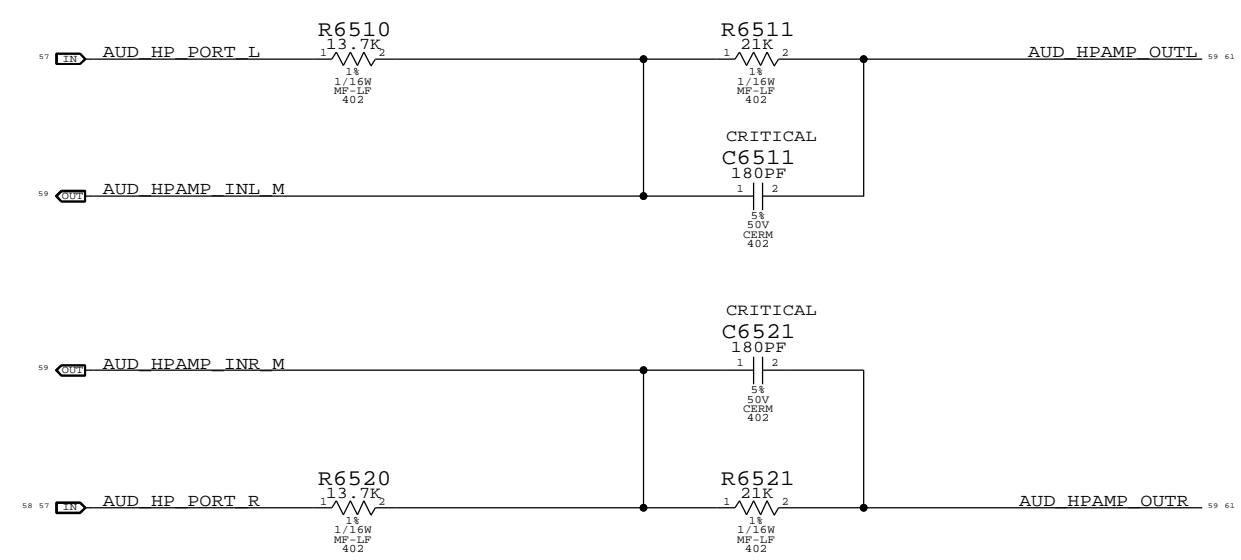 R6510
13.7K
57 IN AUD_HP_PORT_L 1 2
1%
1/16W
MF-LF
402
R6511
21K
1 2
1%
1/16W
MF-LF
402
AUD_HPAMP_OUTL 59 61
CRITICAL
C6511
180PF
59 OUT AUD_HPAMP_INL_M 1 2
5%
50V
CERM
402
CRITICAL
C6521
180PF
59 OUT AUD_HPAMP_INR_M 1 2
5%
50V
CERM
402
R6520
13.7K
58 57 IN AUD_HP_PORT_R 1 2
1%
1/16W
MF-LF
402
R6521
21K
1 2
1%
1/16W
MF-LF
402
AUD_HPAMP_OUTR 59 61